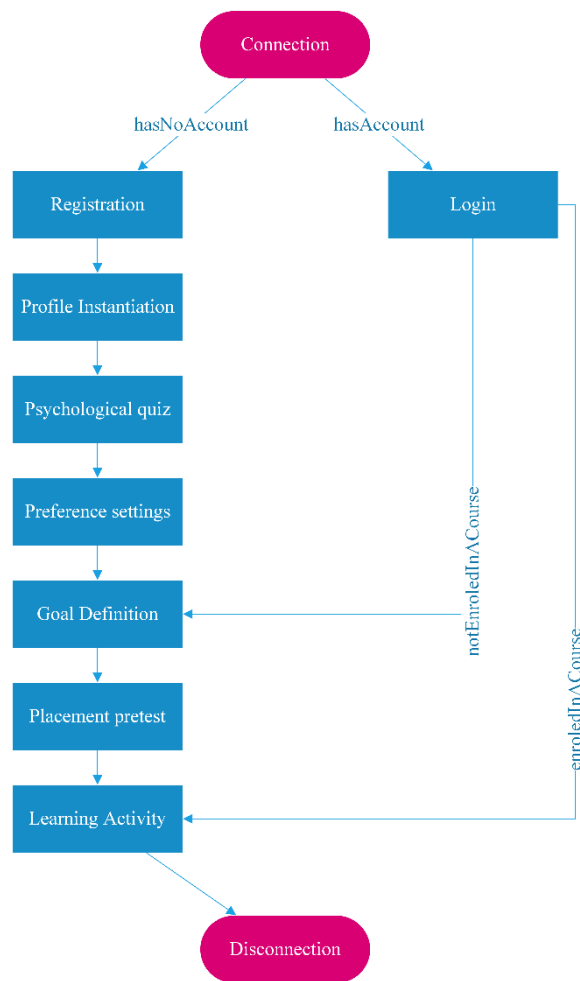 Connection
hasNoAccount
hasAccount
Registration
Login
Profile Instantiation
Psychological quiz
Preference settings
notEnroledInACourse
Goal Definition
enroledInACourse
Placement pretest
Learning Activity
Disconnection